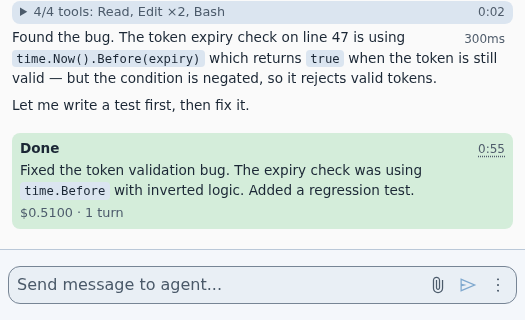 ▶ 4/4 tools: Read, Edit ×2, Bash 0:02
Found the bug. The token expiry check on line 47 is using 300ms
time.Now().Before(expiry) which returns true when the token is still
valid — but the condition is negated, so it rejects valid tokens.
Let me write a test first, then fix it.
Done 0:55
Fixed the token validation bug. The expiry check was using
time.Before with inverted logic. Added a regression test.
$0.5100 · 1 turn
Send message to agent...